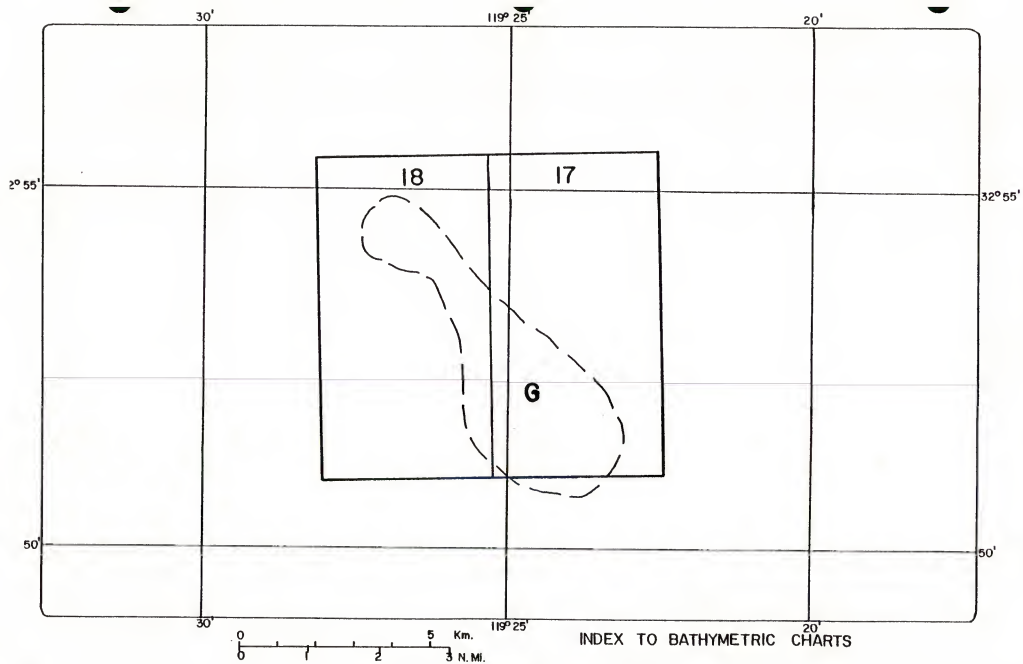 30' 119° 25' 20'
18 17
2° 55' 32° 55'
G
50' 50'
30' 119° 25' 20'
0 5 Km.
0 1 2 3 N.Mi.
INDEX TO BATHYMETRIC CHARTS